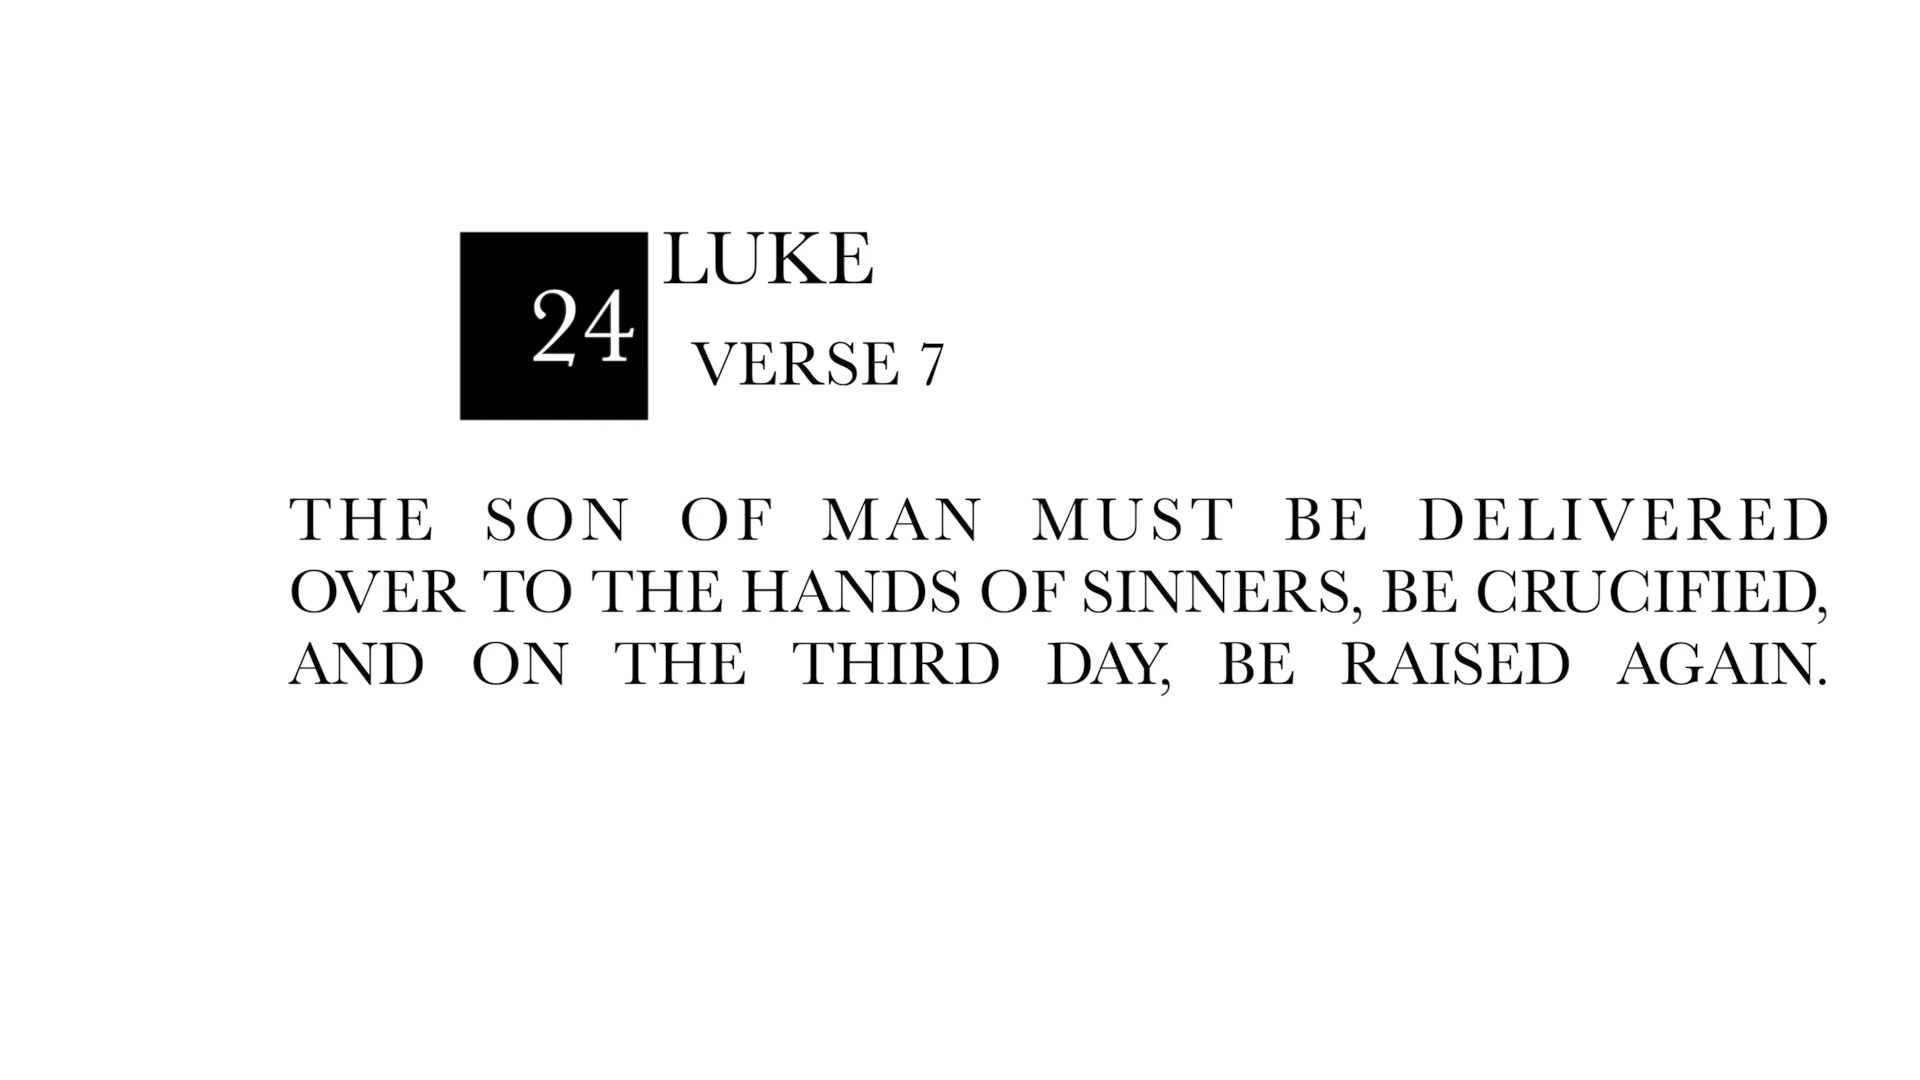 24
LUKE
VERSE 7
THE SON OF MAN MUST BE DELIVERED
OVER TO THE HANDS OF SINNERS, BE CRUCIFIED,
AND ON THE THIRD DAY, BE RAISED AGAIN.